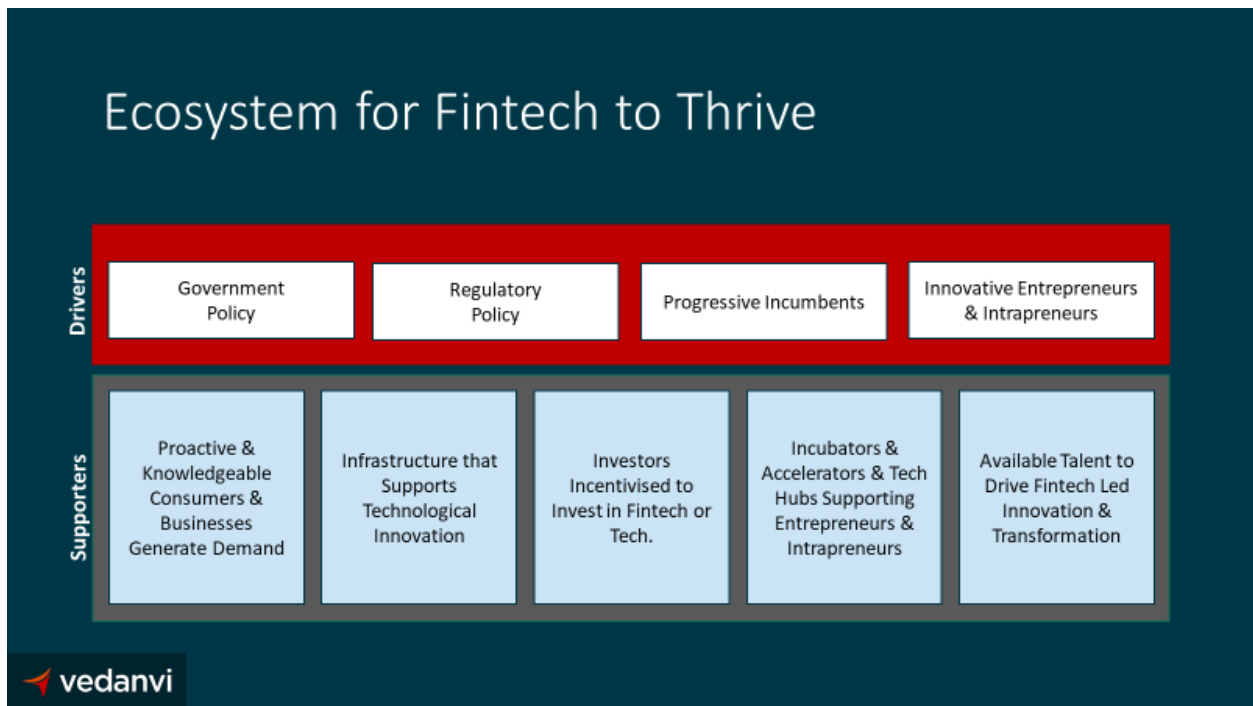 Ecosystem for Fintech to Thrive
Drivers
Government
Policy
Regulatory
Policy
Progressive Incumbents
Innovative Entrepreneurs
& Intrapreneurs
Supporters
Proactive &
Knowledgeable
Consumers &
Businesses
Generate Demand
Infrastructure that
Supports
Technological
Innovation
Investors
Incentivised to
Invest in Fintech or
Tech.
Incubators &
Accelerators & Tech
Hubs Supporting
Entrepreneurs &
Intrapreneurs
Available Talent to
Drive Fintech Led
Innovation &
Transformation
vedanvi